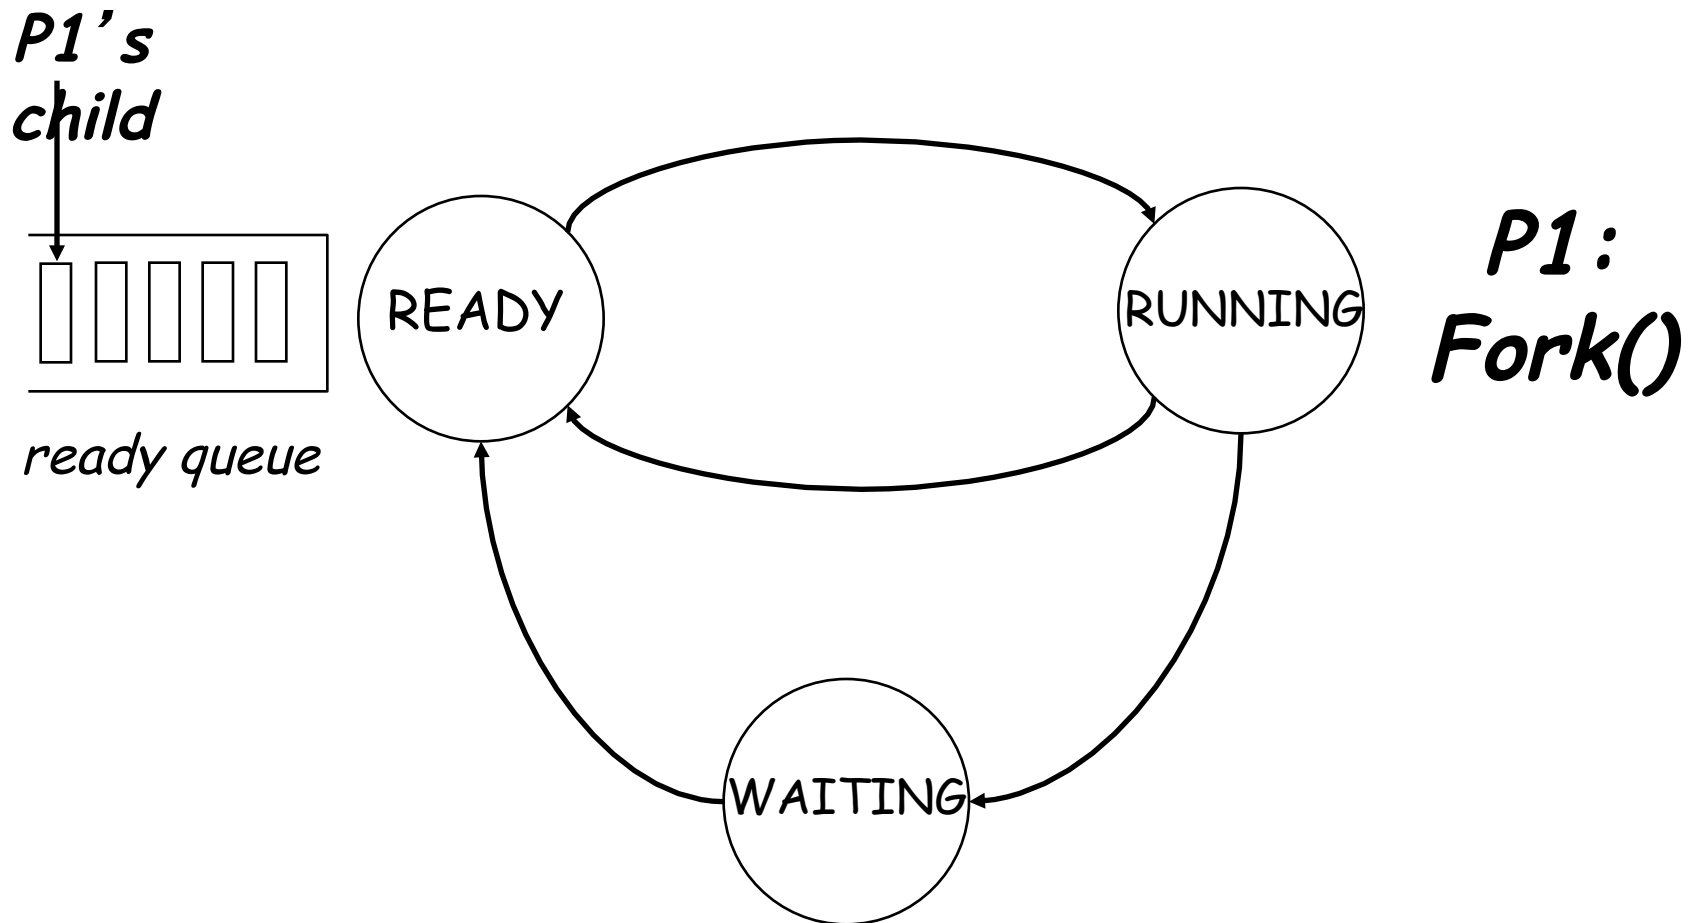 P1's
child
READY
RUNNING
P1:
Fork()
ready queue
WAITING